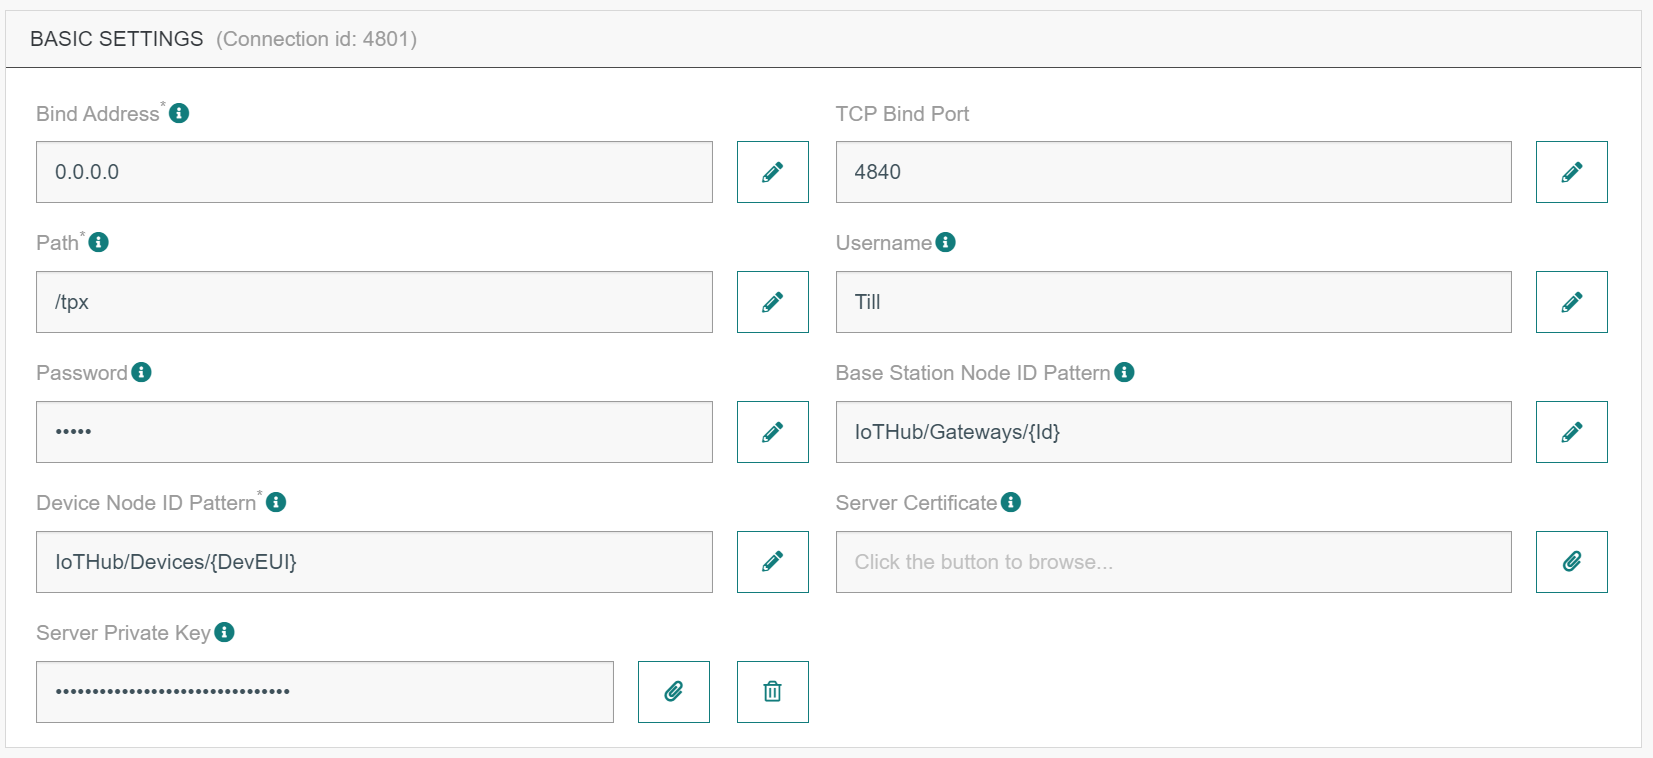 BASIC SETTINGS (Connection id: 4801)
Bind Address*
TCP Bind Port
0.0.0.0
4840
Path*
Username
/tpx
Till
Password
Base Station Node ID Pattern
•••••
IoTHub/Gateways/{Id}
Device Node ID Pattern*
Server Certificate
IoTHub/Devices/{DevEUI}
Click the button to browse...
Server Private Key
••••••••••••••••••••••••••••••••